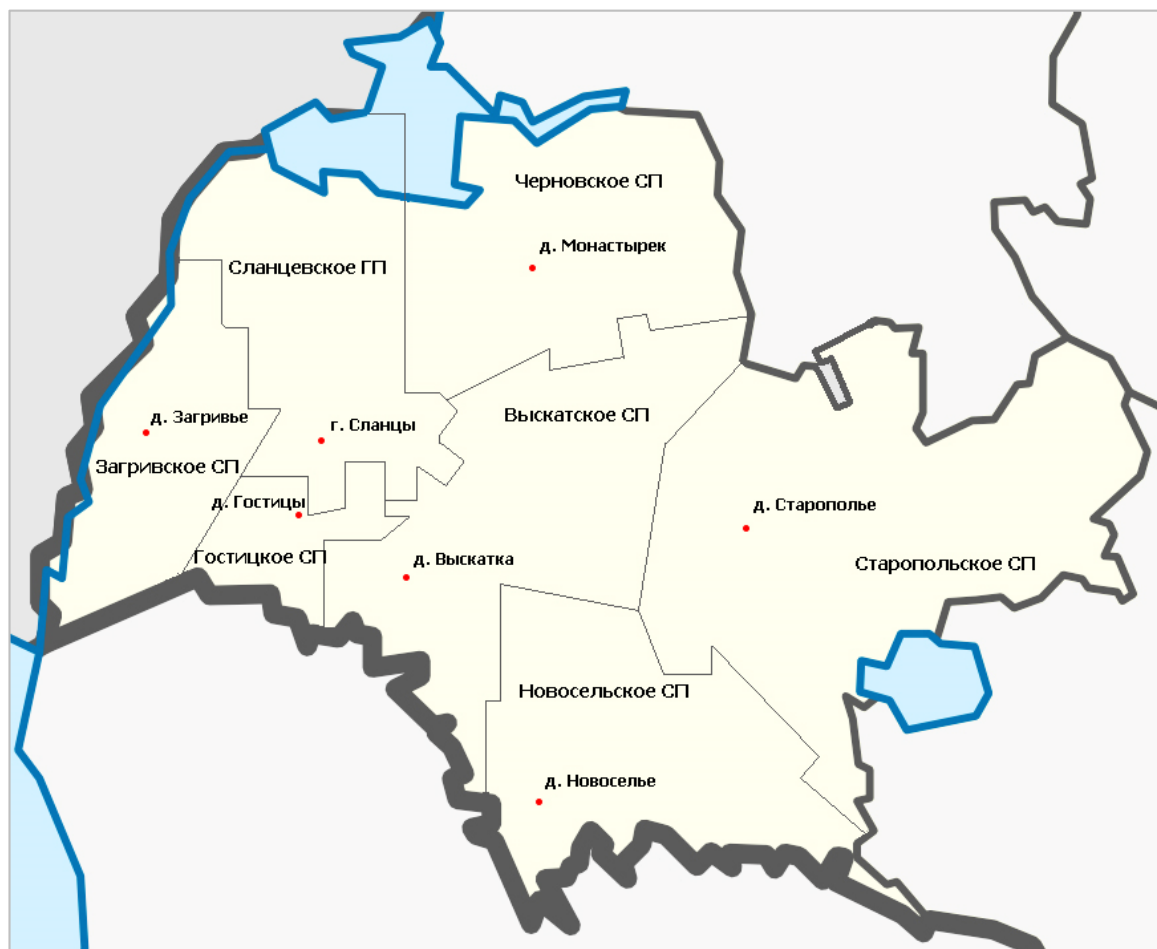 Черновское СП
д. Монастырек
Сланцевское ГП
д. Загривье
г. Сланцы
Выскатское СП
Загривское СП
д. Гостицы
д. Старополье
Гостицкое СП
д. Выскатка
Старопольское СП
Новосельское СП
д. Новоселье